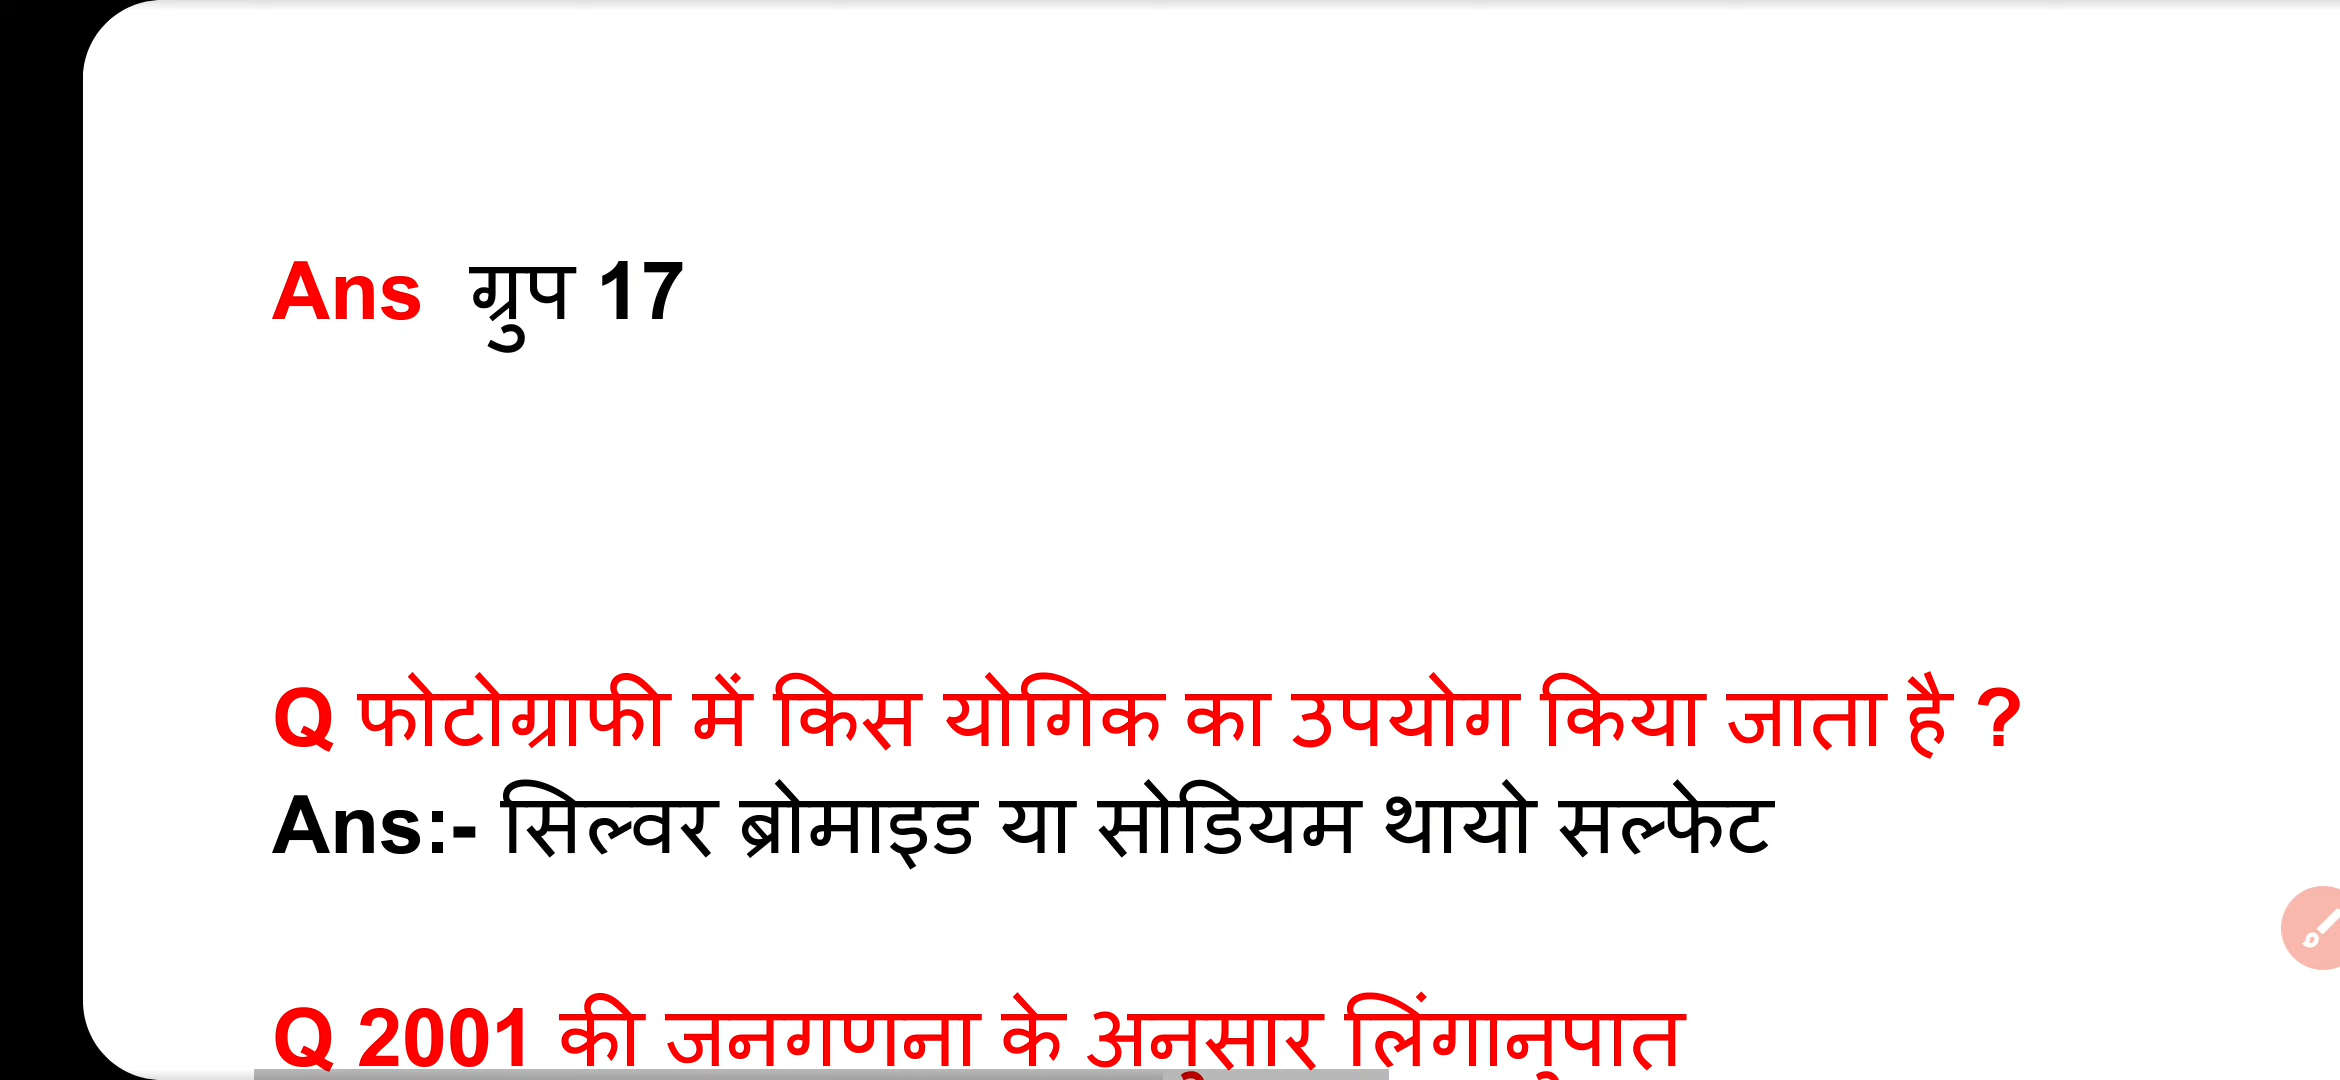 Ans ग्रुप 17
Q फोटोग्राफी में किस योगिक का उपयोग किया जाता है ?
Ans:- सिल्वर ब्रोमाइड या सोडियम थायो सल्फेट
Q 2001 की जनगणना के अनुसार लिंगानुपात